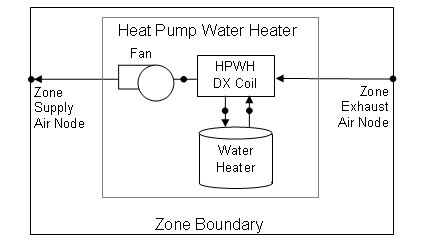 Heat Pump Water Heater
Fan
HPWH
DX Coil
Zone
Supply
Air Node
Zone
Exhaust
Air Node
Water
Heater
Zone Boundary